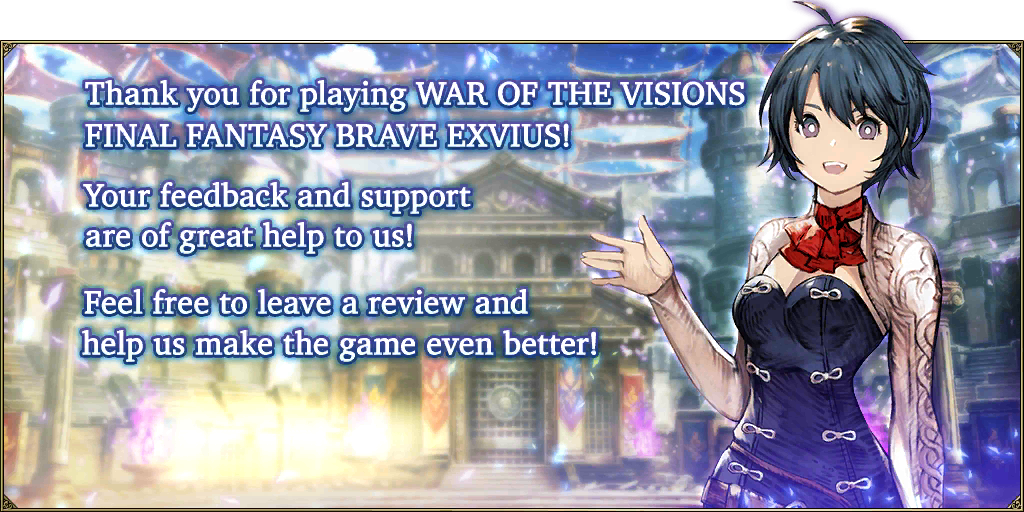 Thank you for playing WAR OF THE VISIONS
FINAL FANTASY BRAVE EXVIUS!
Your feedback and support
are of great help to us!
Feel free to leave a review and
help us make the game even better!